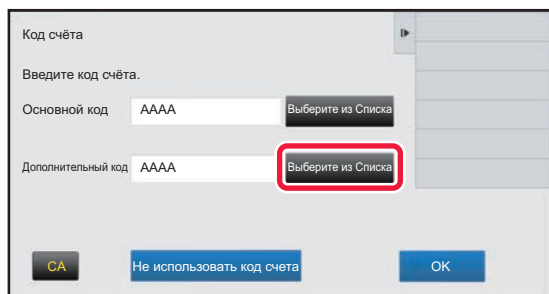 Код счёта
Введите код счёта.
Основной код AAAA Выберите из Списка
Дополнительный код AAAA Выберите из Списка
CA Не использовать код счета OK